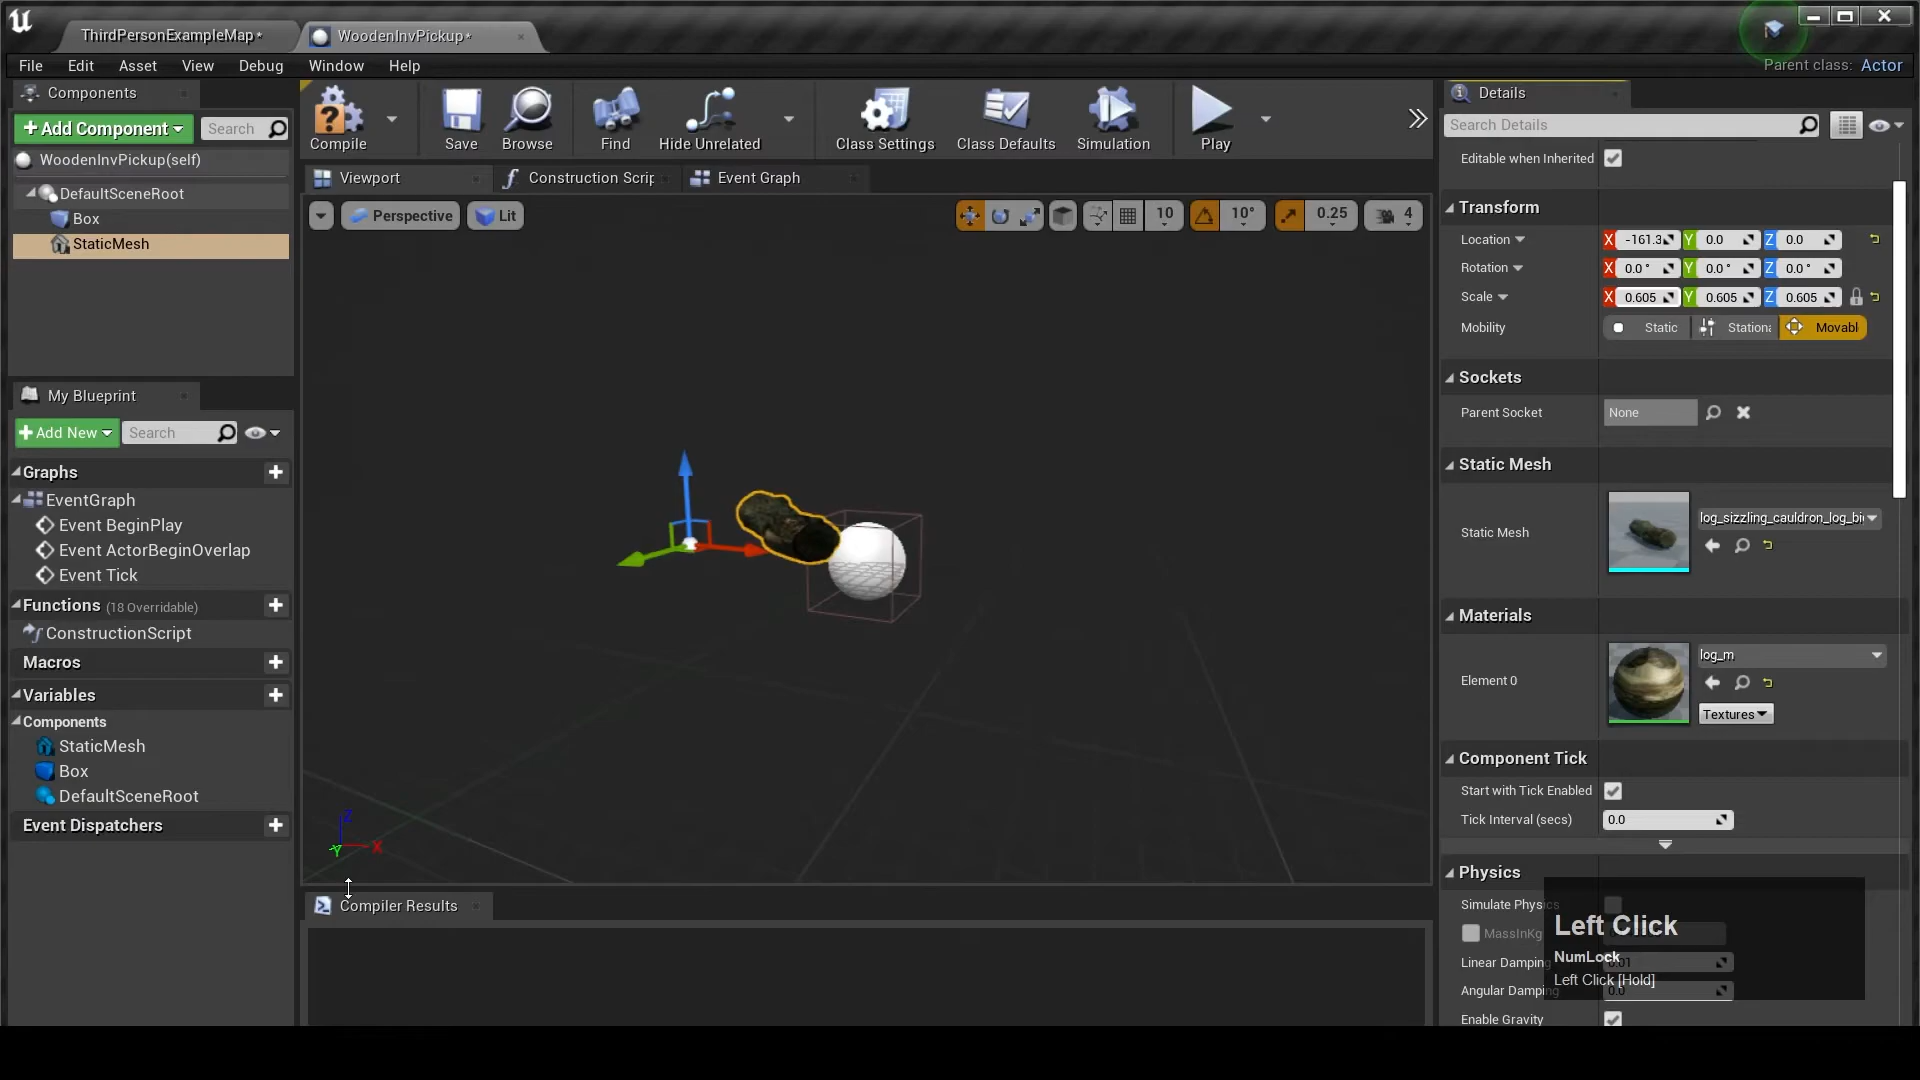 ThirdPersonExampleMap*
WoodenInvPickup*
File Edit Asset View Debug Window Help
Parent class: Actor
Components
+Add Component
Search
WoodenInvPickup(self)
DefaultSceneRoot
Box
StaticMesh
Compile
Save
Browse
Find
Hide Unrelated
Class Settings
Class Defaults
Simulation
Play
Viewport
Construction Scrip
Event Graph
Perspective
Lit
10
10°
0.25
4
Z
Y
X
My Blueprint
+Add New
Search
Graphs
EventGraph
Event BeginPlay
Event ActorBeginOverlap
Event Tick
Functions (18 Overridable)
ConstructionScript
Macros
Variables
Components
StaticMesh
Box
DefaultSceneRoot
Event Dispatchers
Compiler Results
Details
Search Details
Editable when Inherited
Transform
Location X -161.3 Y 0.0 Z 0.0
Rotation X 0.0° Y 0.0° Z 0.0°
Scale X 0.605 Y 0.605 Z 0.605
Mobility Static Stationa Movabl
Sockets
Parent Socket None
Static Mesh
Static Mesh log_sizzling_cauldron_log_bi
Materials
Element 0 log_m
Textures
Component Tick
Start with Tick Enabled
Tick Interval (secs) 0.0
Physics
Simulate Physics
MassInKg
Linear Damping 0.01
Angular Damping 0.0
Enable Gravity
Left Click
NumLock
Left Click [Hold]